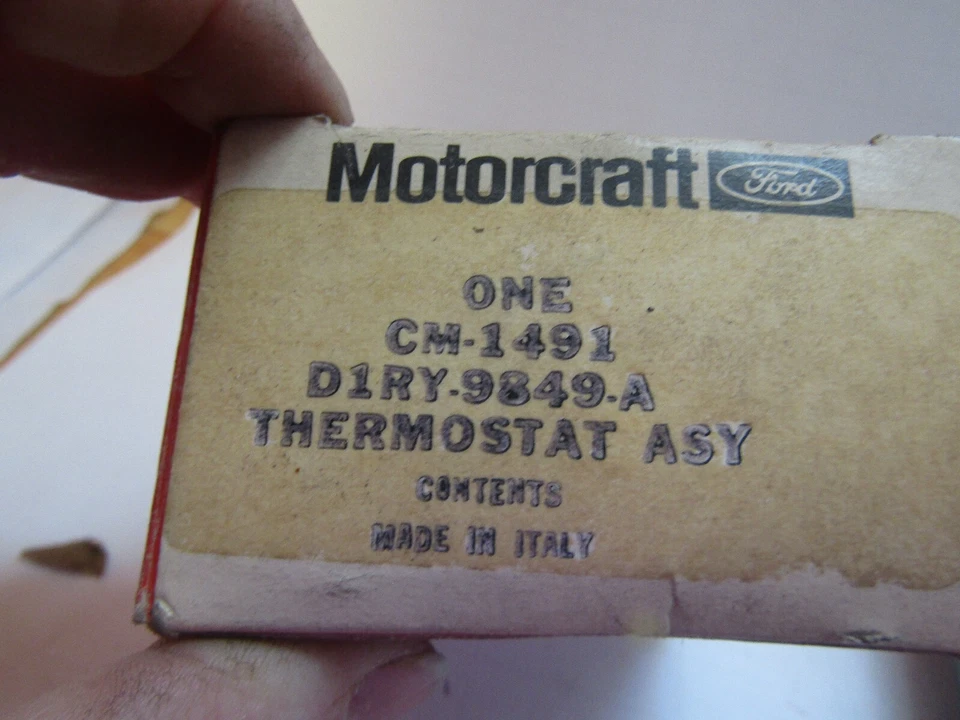 Motorcraft Ford
ONE
CM-1491
D1RY-9849-A
THERMOSTAT ASY
CONTENTS
MADE IN ITALY